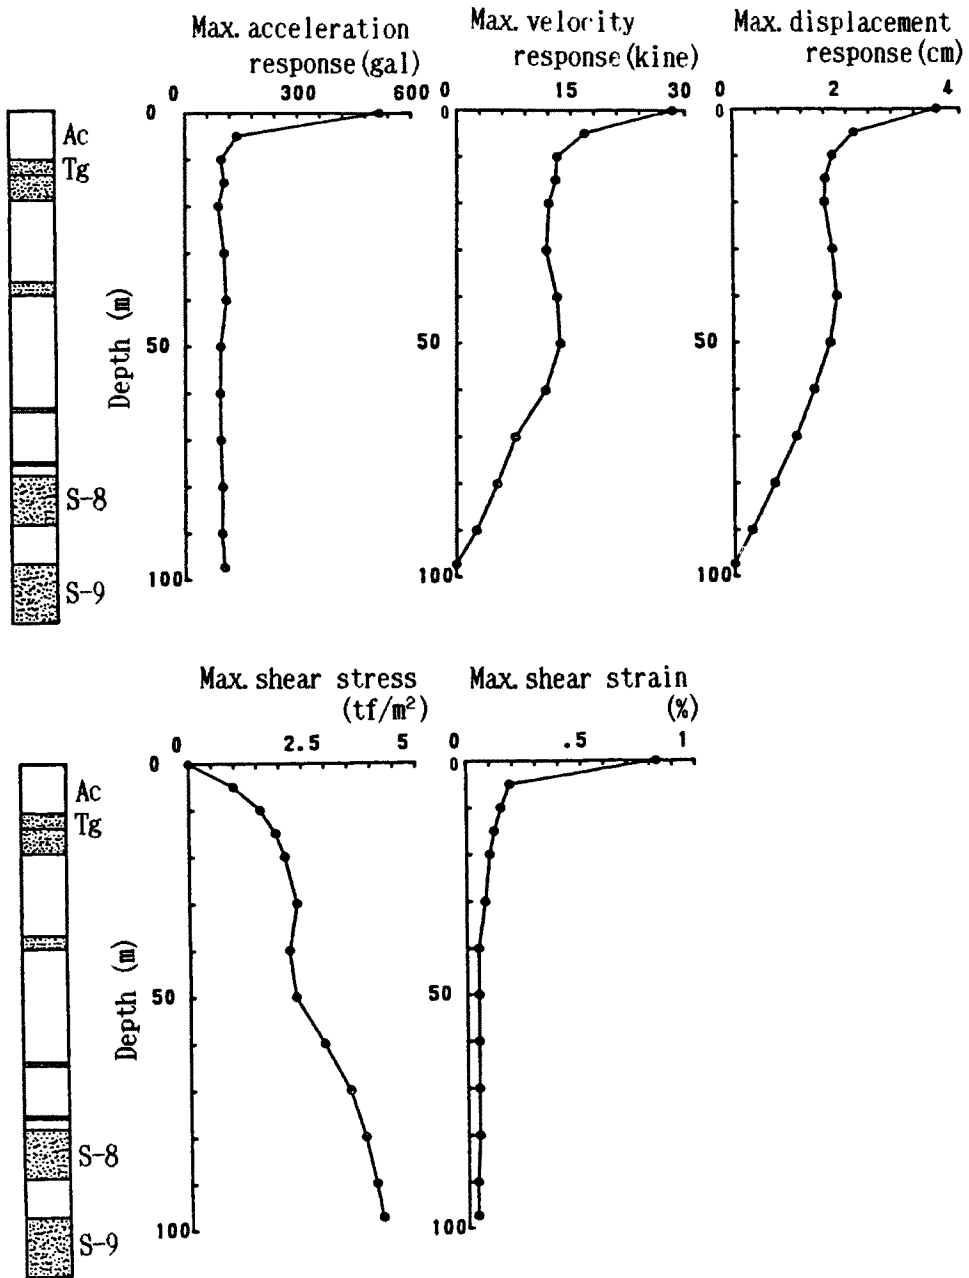 Max. acceleration
response (gal)
Max. velocity
response (kine)
Max. displacement
response (cm)
0 300 600
0 15 30
0 2 4
0
50
100
0
50
100
0
50
100
Depth (m)
Ac
Tg
S-8
S-9
Max. shear stress
(tf/m²)
Max. shear strain
(%)
0 2.5 5
0 .5 1
0
50
100
0
50
100
Depth (m)
Ac
Tg
S-8
S-9